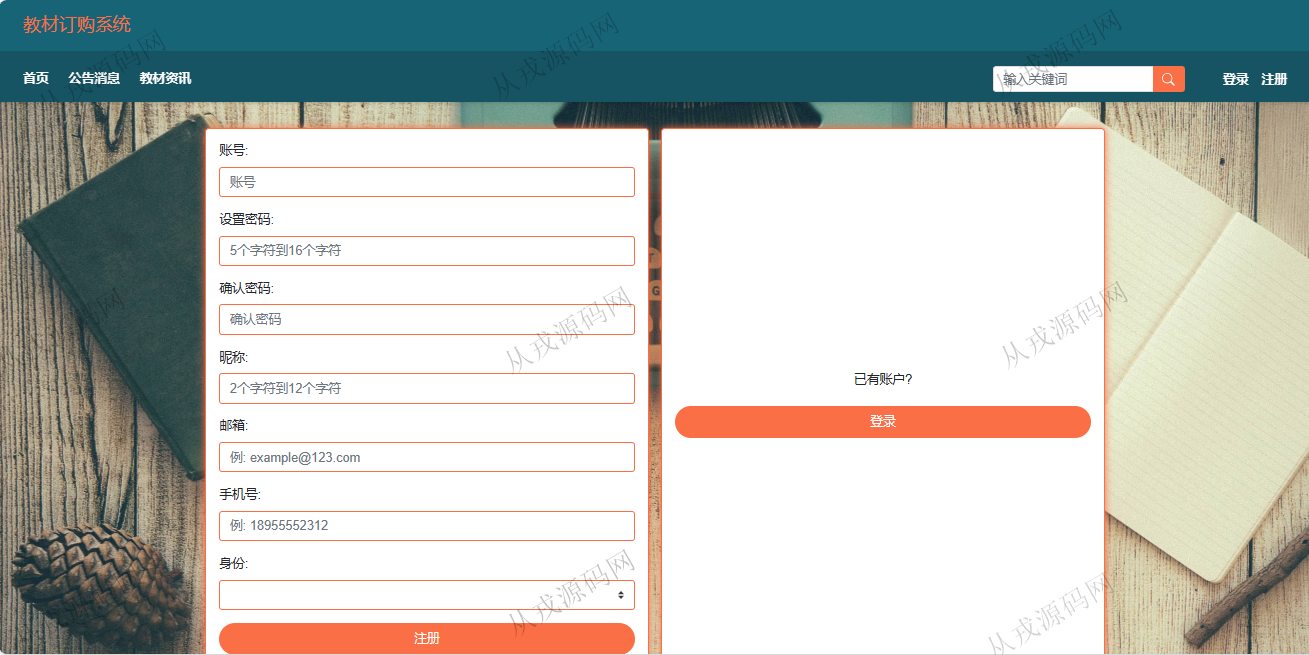 教材订购系统
首页 公告消息 教材资讯 输入关键词 登录 注册
账号:
账号
设置密码:
5个字符到16个字符
确认密码:
确认密码
昵称:
2个字符到12个字符
邮箱:
例: example@123.com
手机号:
例: 18955552312
身份:
注册
已有账户?
登录
从戎源码网
从戎源码网
从戎源码网
从戎源码网
从戎源码网
从戎源码网
从戎源码网